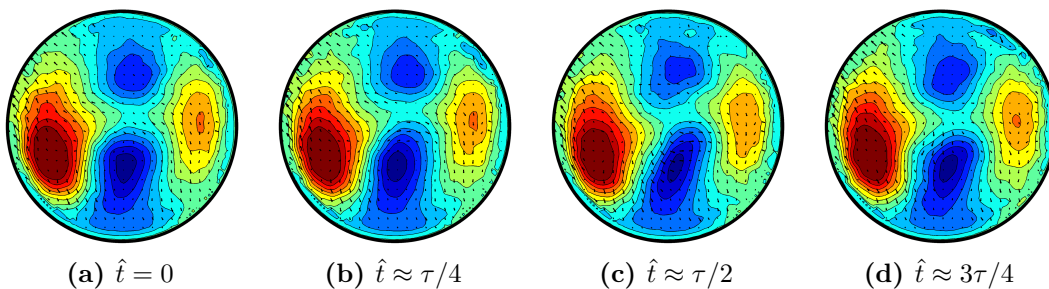 (a) t̂ = 0 (b) t̂ ≈ τ/4 (c) t̂ ≈ τ/2 (d) t̂ ≈ 3τ/4